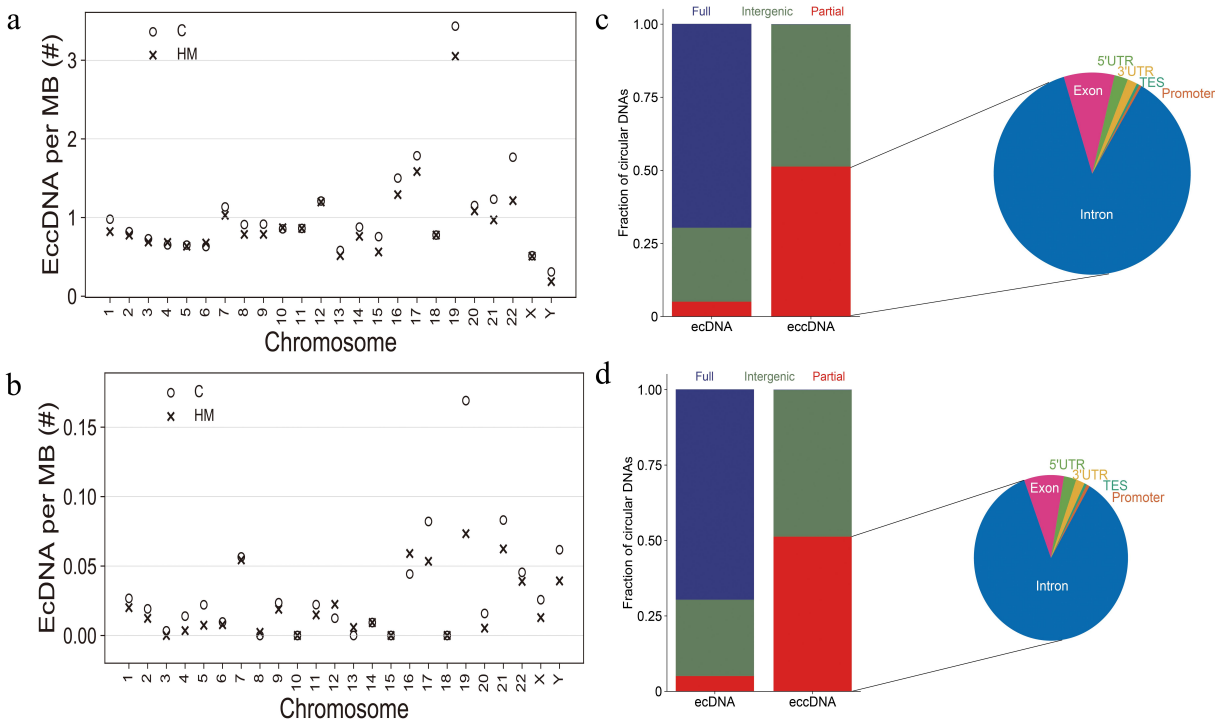 a
EccDNA per MB (#)
C
HM
3
2
1
0
1 2 3 4 5 6 7 8 9 10 11 12 13 14 15 16 17 18 19 20 21 22 X Y
Chromosome
b
EcDNA per MB (#)
C
HM
0.15
0.10
0.05
0.00
1 2 3 4 5 6 7 8 9 10 11 12 13 14 15 16 17 18 19 20 21 22 X Y
Chromosome
c
Full Intergenic Partial
Fraction of circular DNAs
1.00
0.75
0.50
0.25
0
ecDNA eccDNA
5'UTR
3'UTR
TES
Promoter
Exon
Intron
d
Full Intergenic Partial
Fraction of circular DNAs
1.00
0.75
0.50
0.25
0
ecDNA eccDNA
5'UTR
3'UTR
TES
Promoter
Exon
Intron